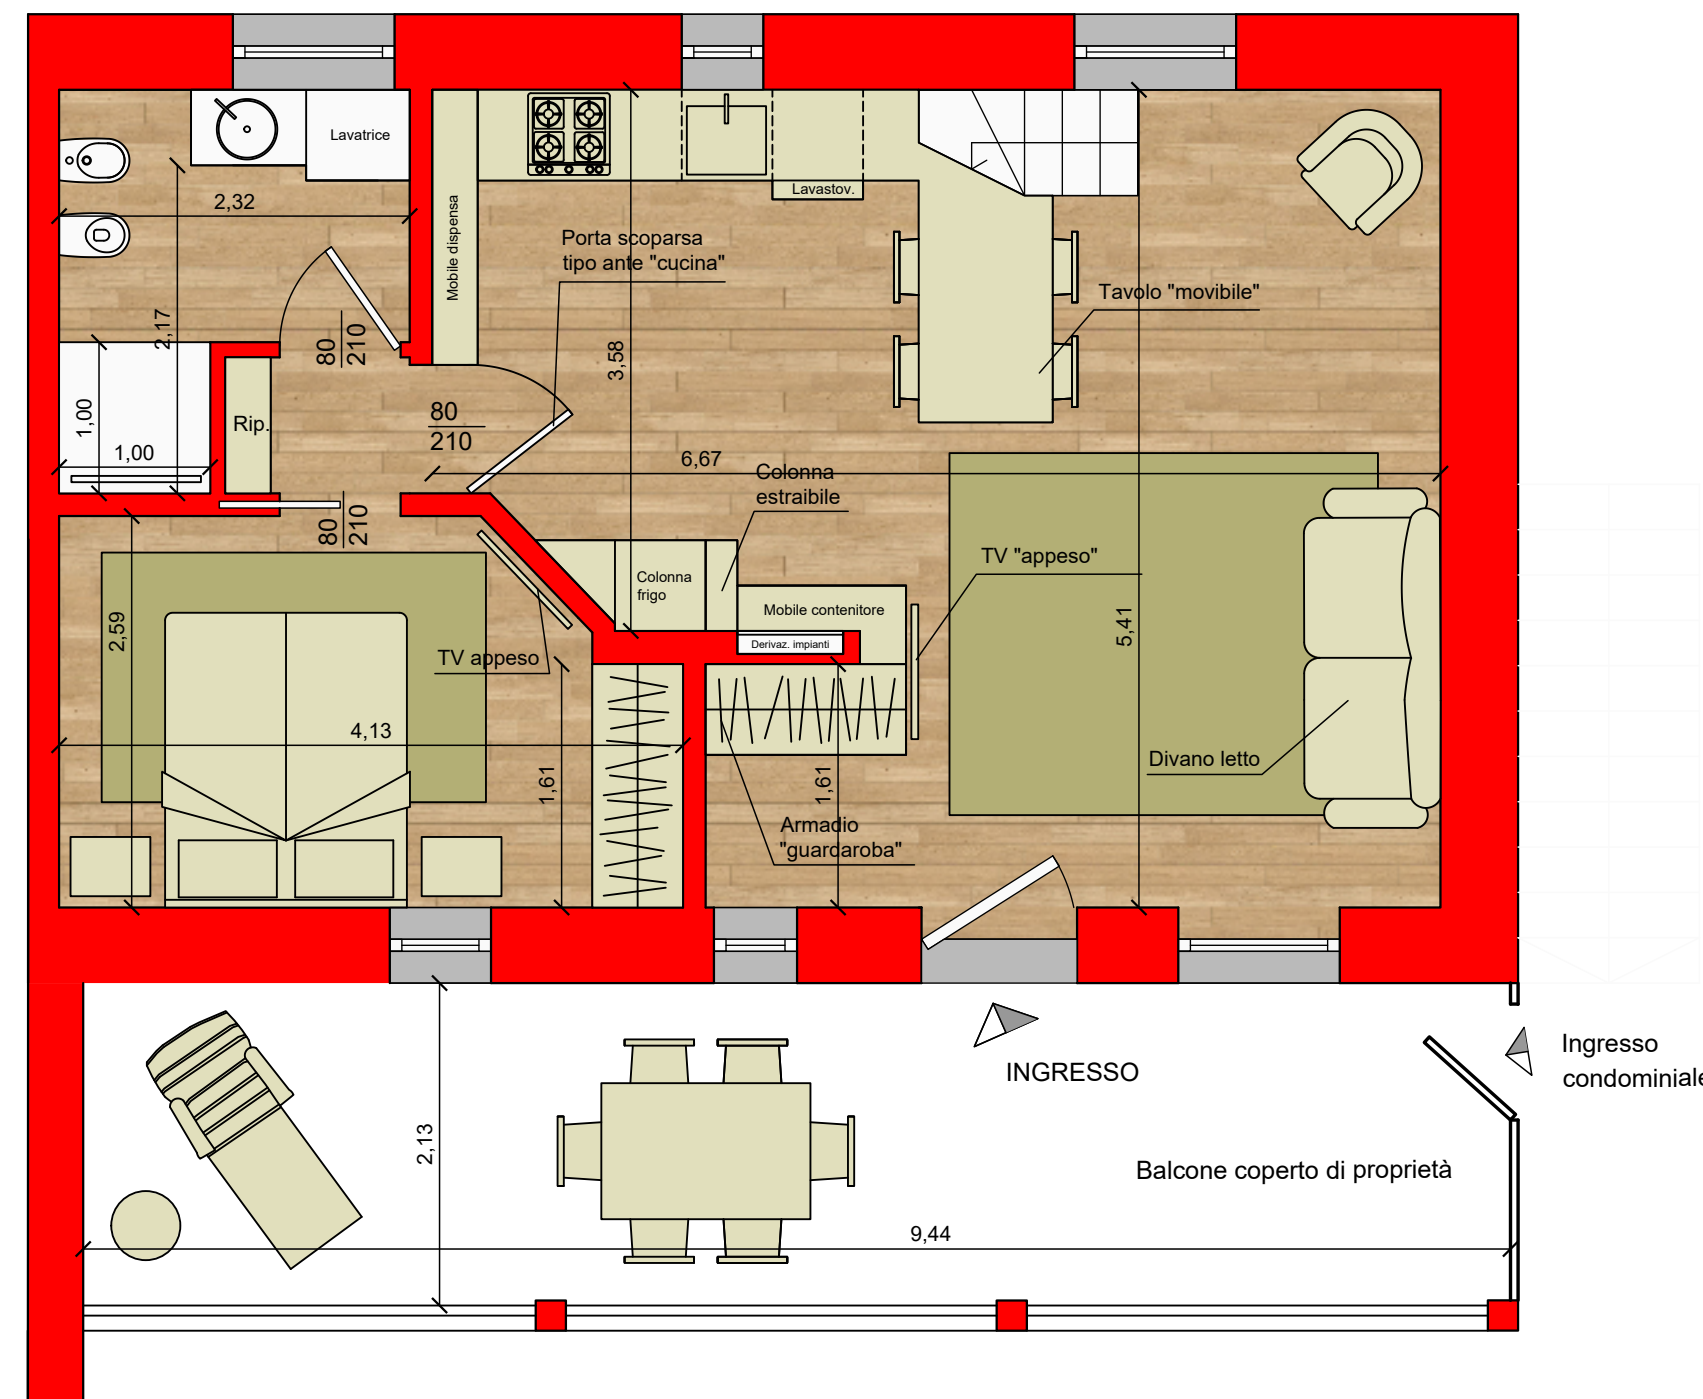 Lavatrice
Mobile dispensa
Lavastov.
2,32
Porta scoparsa
tipo ante "cucina"
Tavolo "movibile"
2,17
80
210
3,58
1,00
1,00
Rip.
80
210
6,67
Colonna
estraibile
80
210
TV "appeso"
Colonna
frigo
Mobile contenitore
Derivaz. impianti
2,59
5,41
TV appeso
4,13
1,61
1,61
Divano letto
Armadio
"guardaroba"
INGRESSO
Ingresso
condominiale
2,13
Balcone coperto di proprietà
9,44